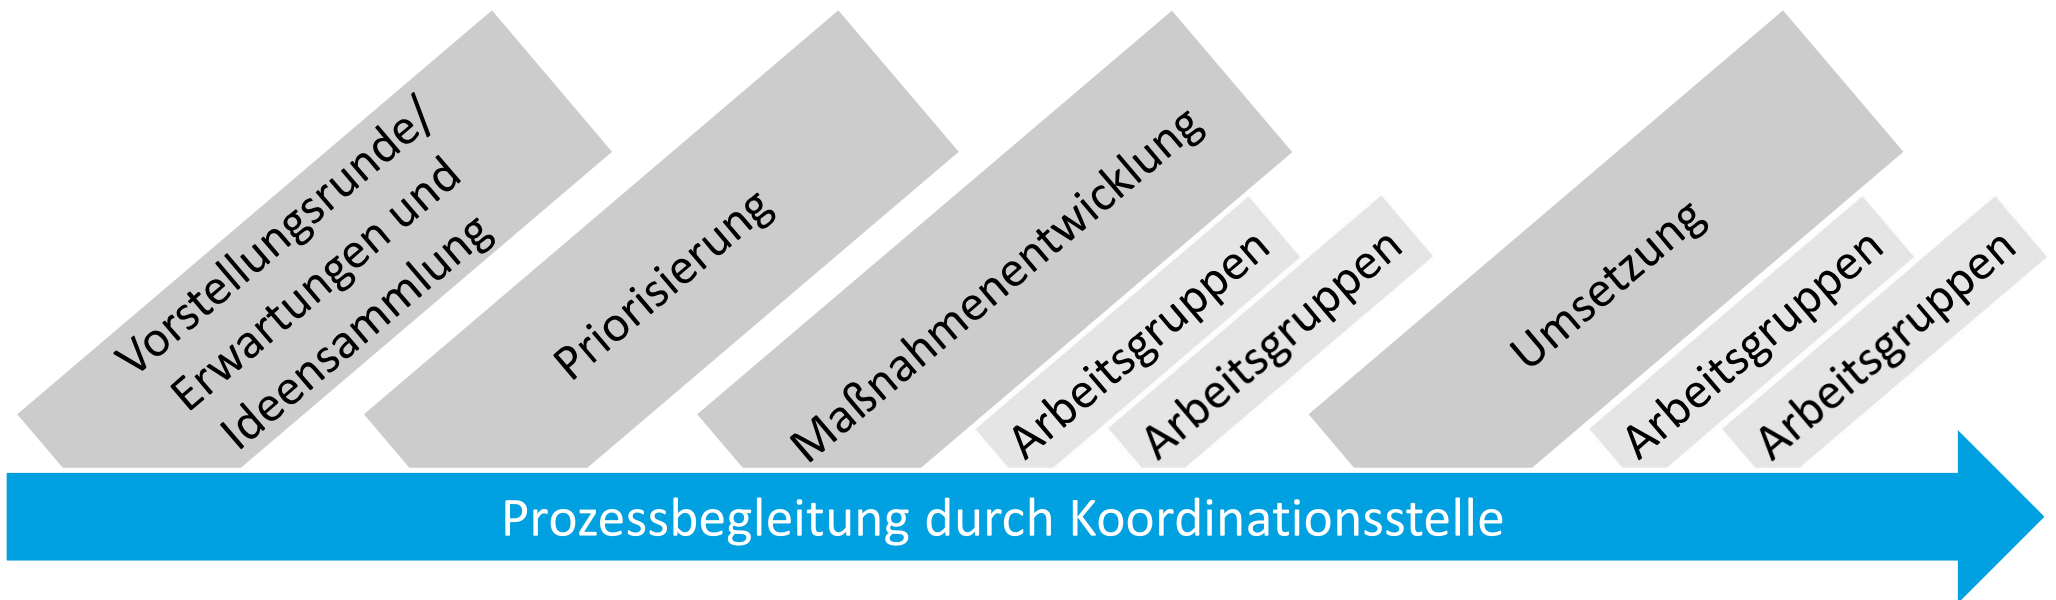 Vorstellungsrunde/
Erwartungen und
Ideensammlung
Priorisierung
Maßnahmenentwicklung
Arbeitsgruppen
Arbeitsgruppen
Umsetzung
Arbeitsgruppen
Arbeitsgruppen
Prozessbegleitung durch Koordinationsstelle